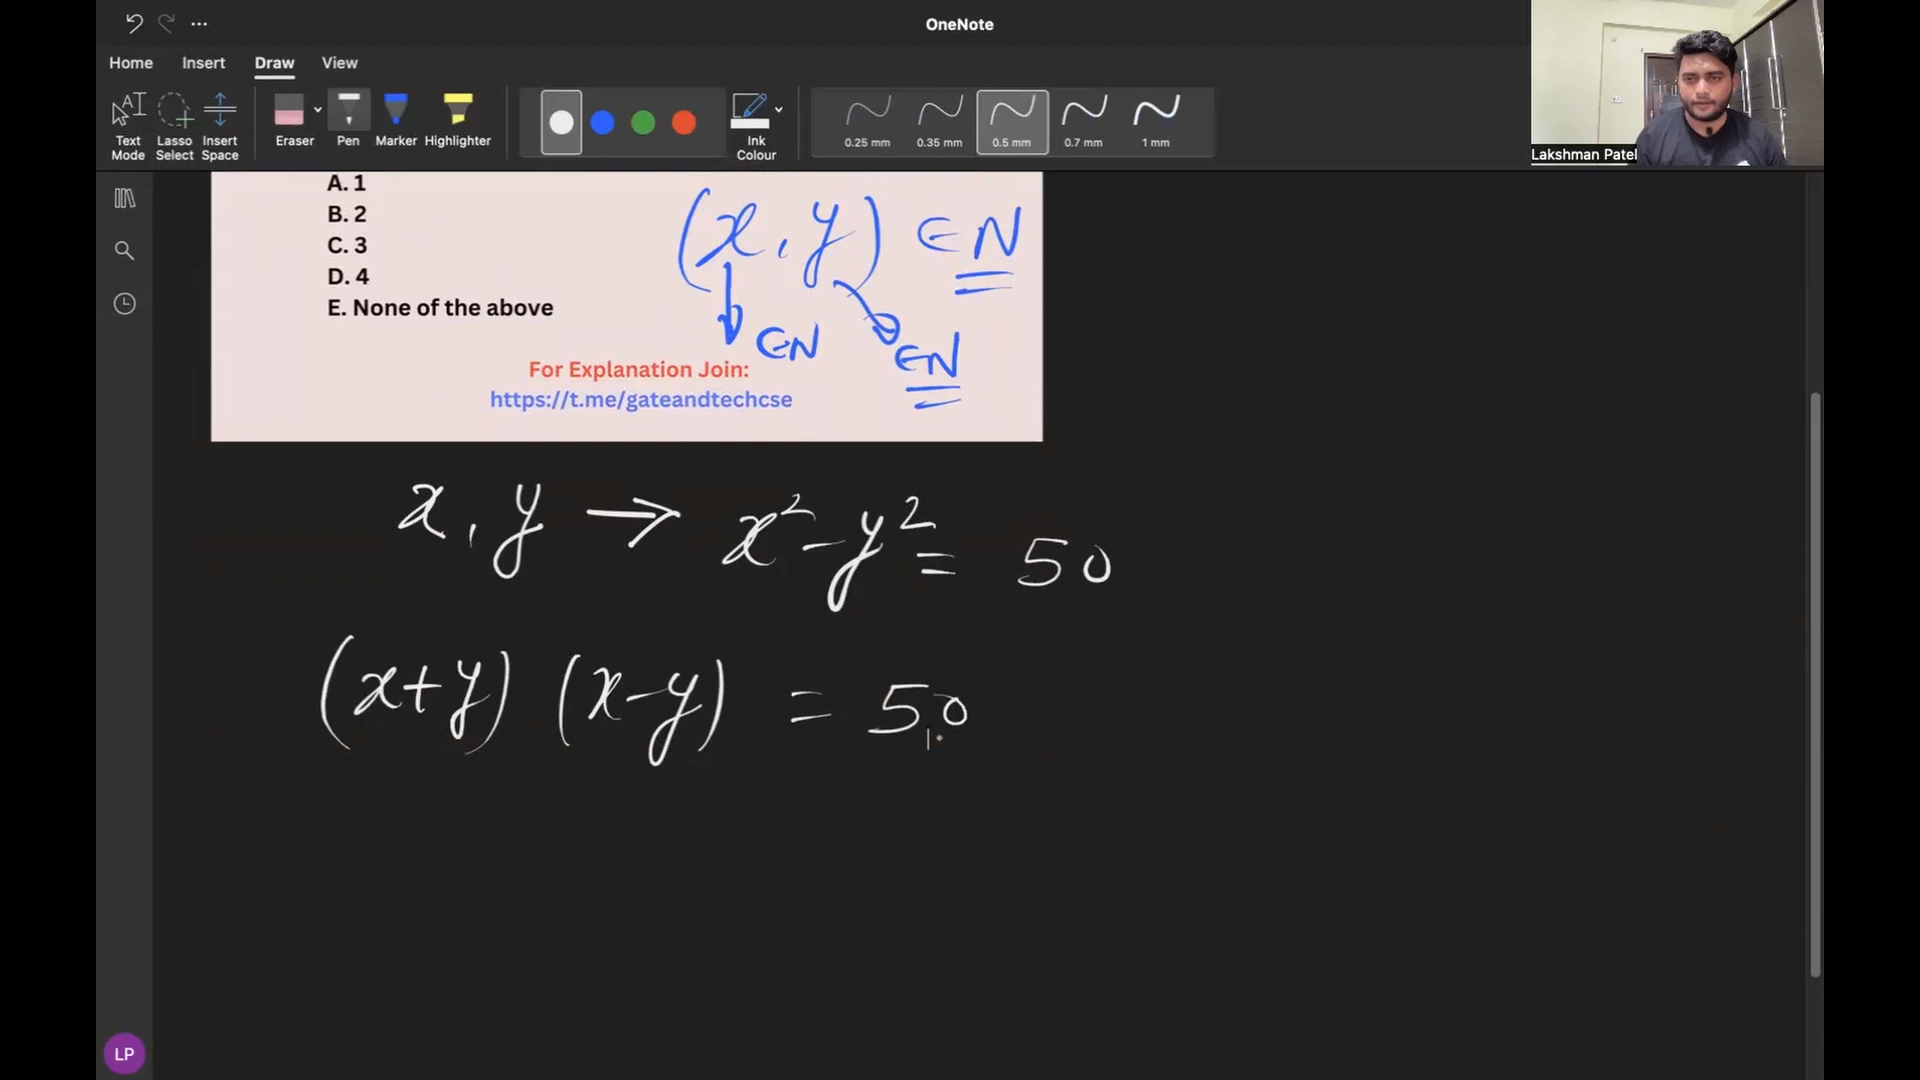 OneNote
Home Insert Draw View
Text Mode
Lasso Select
Insert Space
Eraser
Pen
Marker
Highlighter
Ink Colour
0.25 mm
0.35 mm
0.5 mm
0.7 mm
1 mm
Lakshman Patel
A. 1
B. 2
C. 3
D. 4
E. None of the above
(x, y) ∈ N
∈N
∈N
For Explanation Join:
https://t.me/gateandtechcse
x, y → x² - y² = 50
(x+y) (x-y) = 50
LP